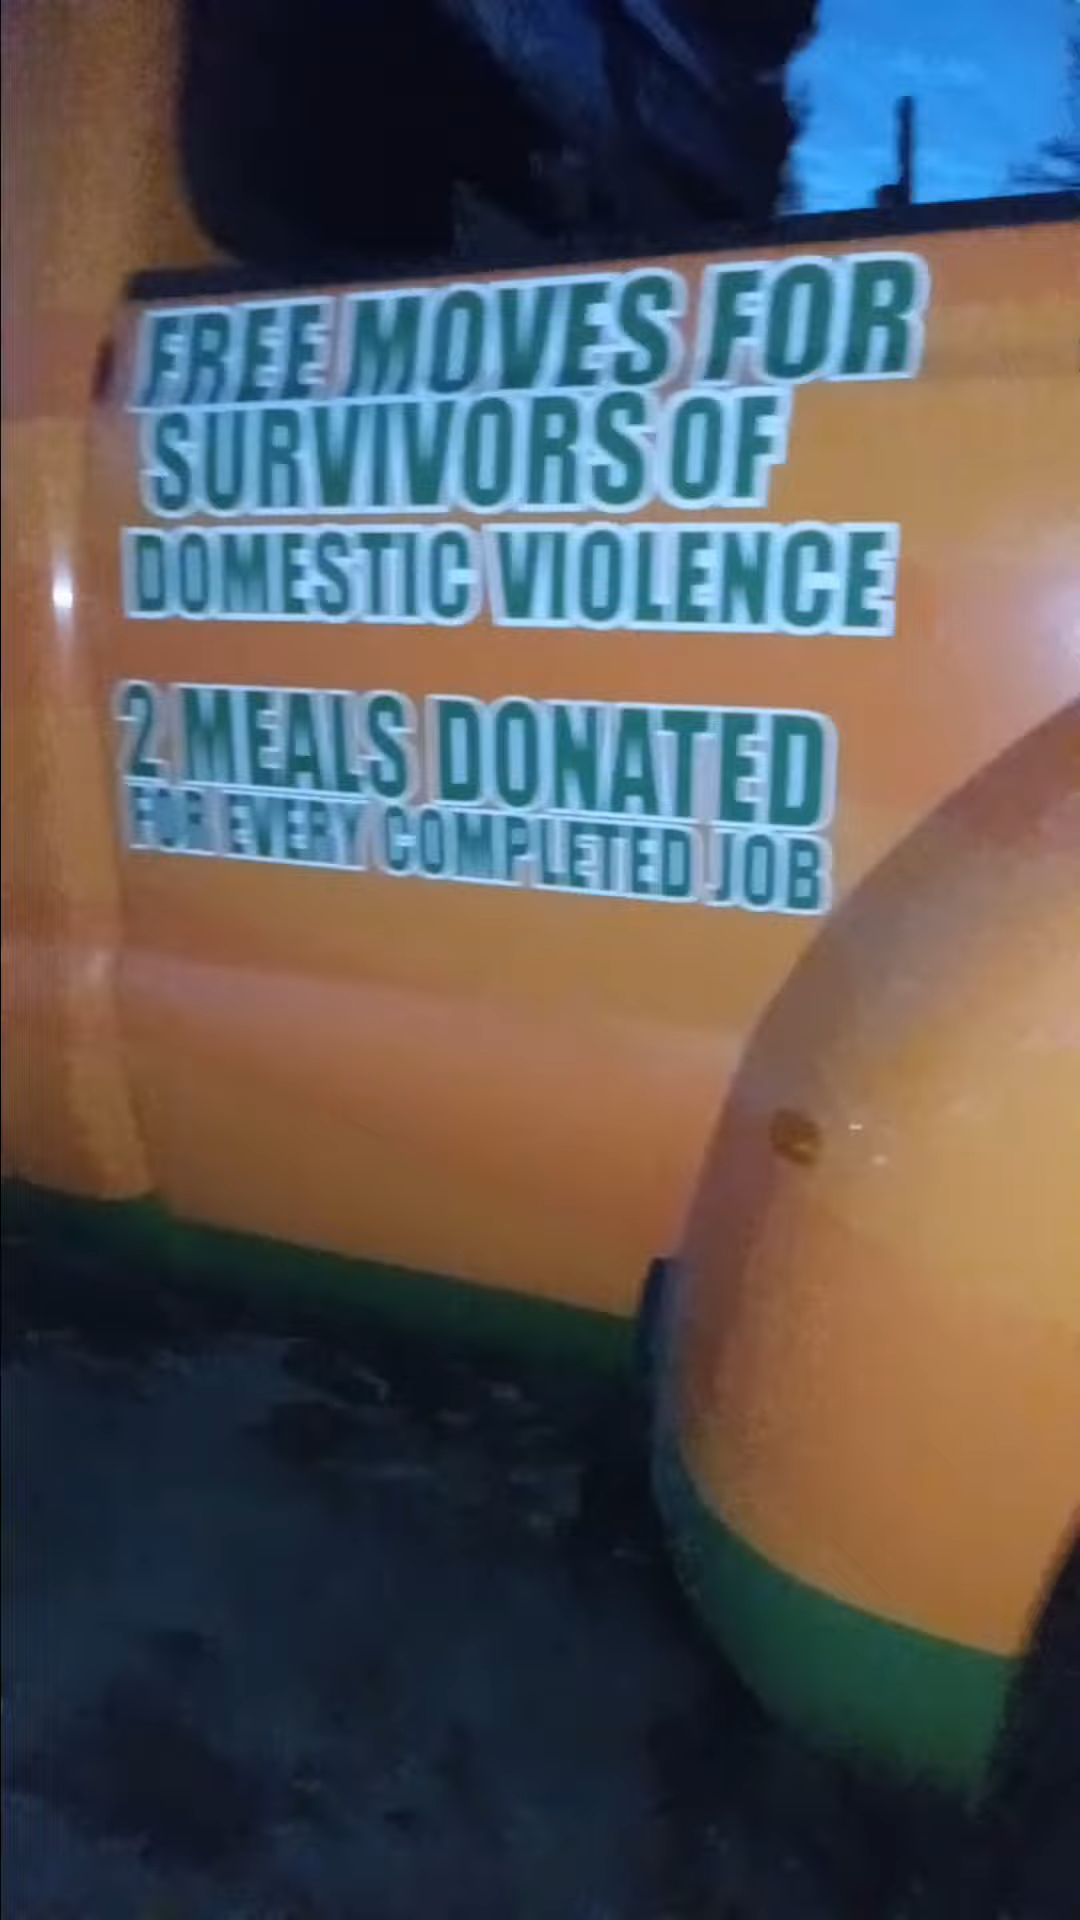 FREE MOVES FOR
SURVIVORS OF
DOMESTIC VIOLENCE
2 MEALS DONATED
FOR EVERY COMPLETED JOB